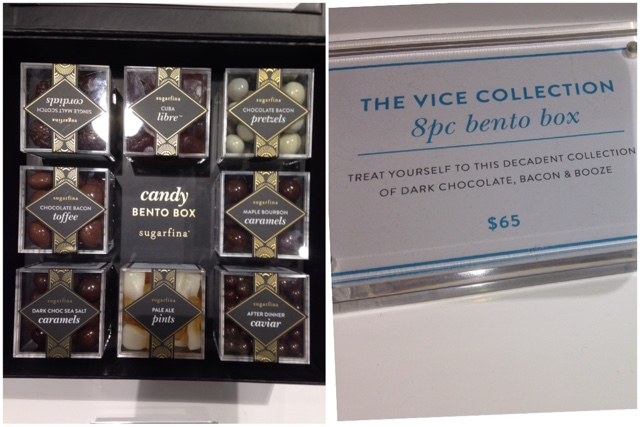 sugarfina
SINGLE MALT SCOTCH
cordials
sugarfina
CUBA
libre™
sugarfina
CHOCOLATE BACON
pretzels
sugarfina
CHOCOLATE BACON
toffee
candy
BENTO BOX
sugarfina
sugarfina
MAPLE BOURBON
caramels
sugarfina
DARK CHOC SEA SALT
caramels
sugarfina
PALE ALE
pints
sugarfina
AFTER DINNER
caviar
THE VICE COLLECTION
8pc bento box
TREAT YOURSELF TO THIS DECADENT COLLECTION
OF DARK CHOCOLATE, BACON & BOOZE
$65